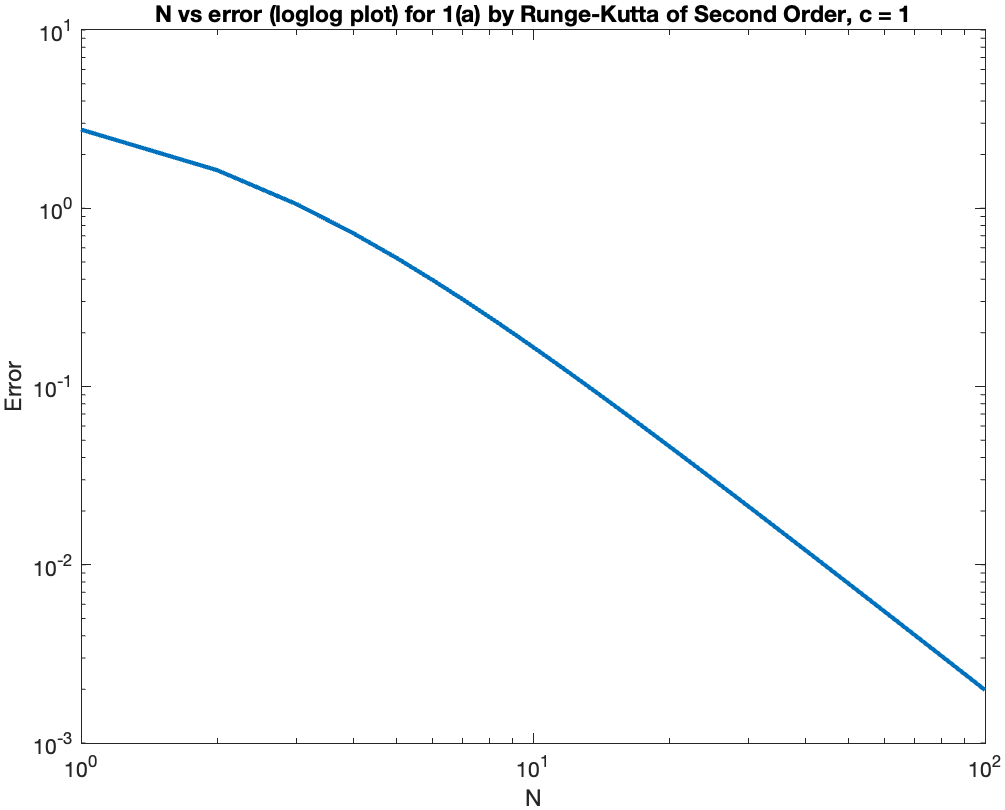 N vs error (loglog plot) for 1(a) by Runge-Kutta of Second Order, c = 1
10^1
10^0
10^-1
10^-2
10^-3
Error
10^0
10^1
10^2
N